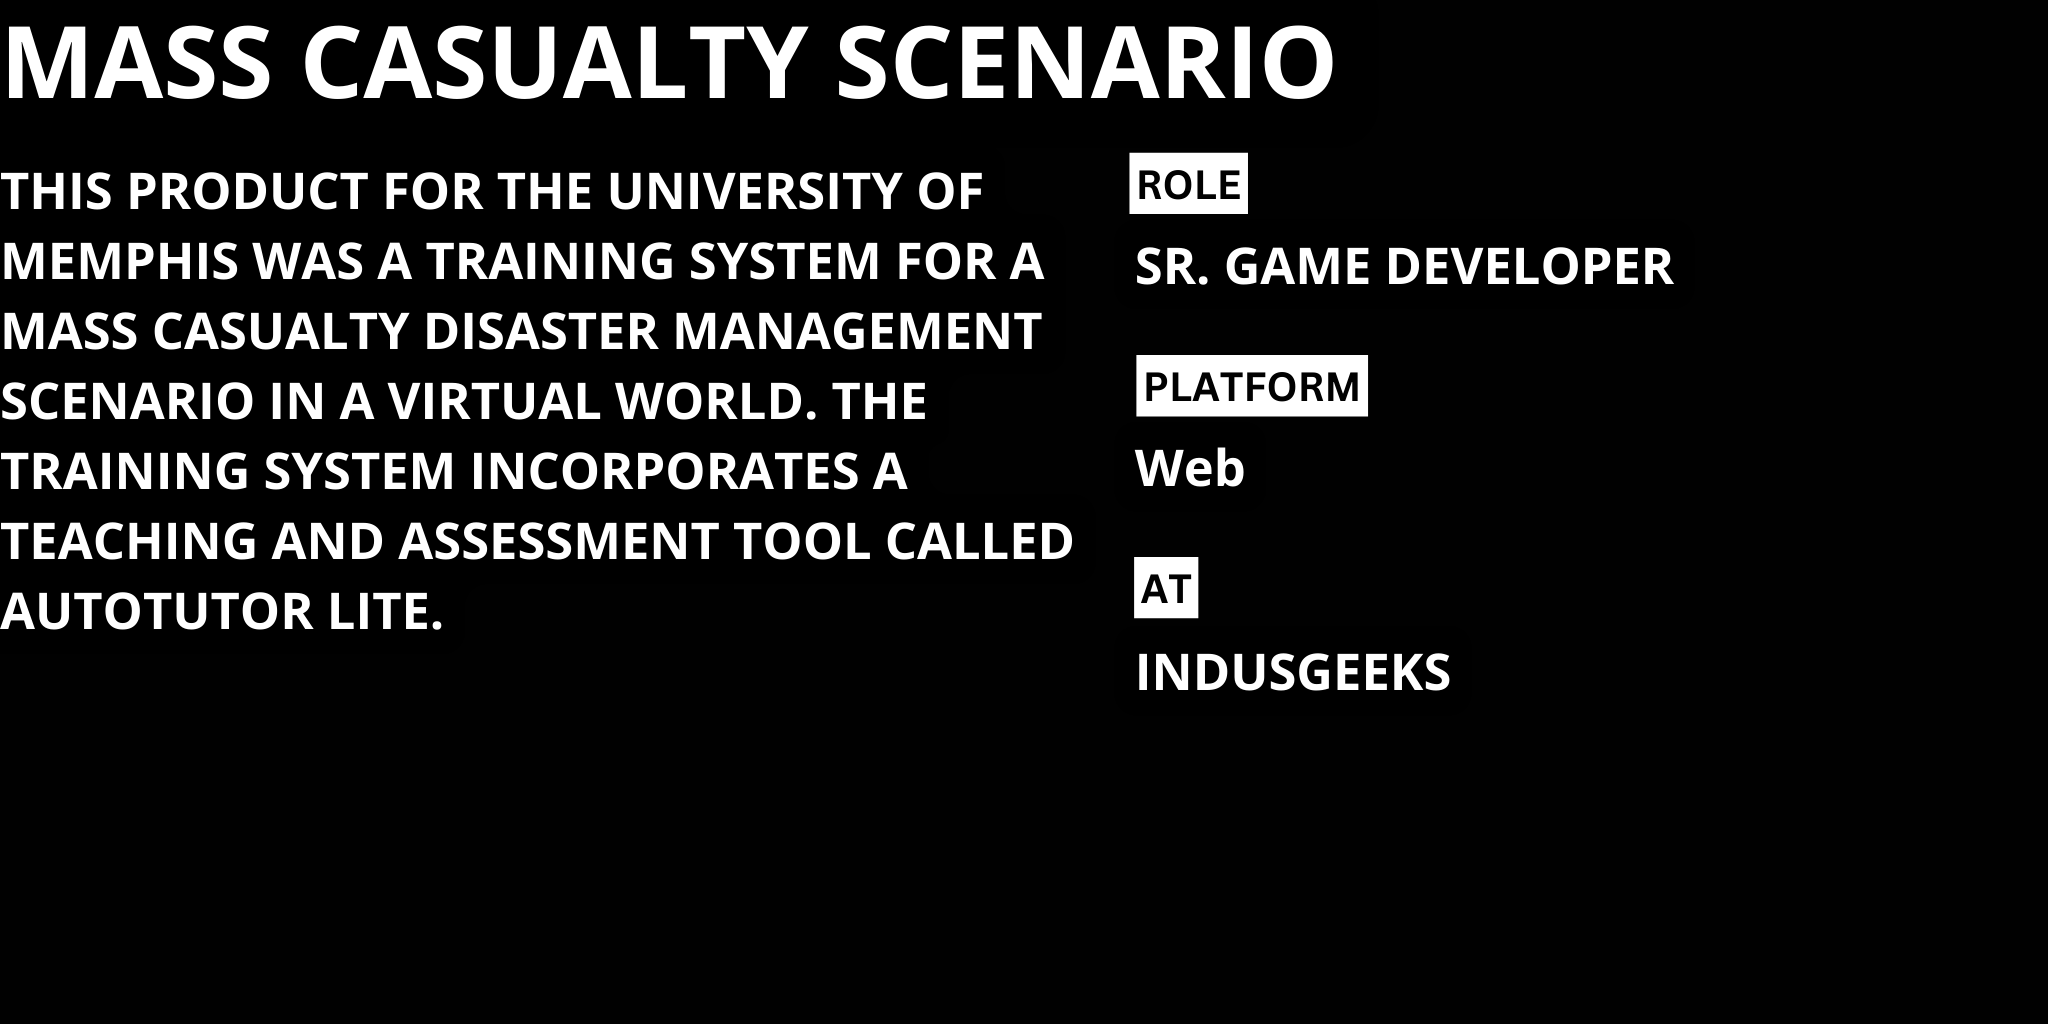 MASS CASUALTY SCENARIO
THIS PRODUCT FOR THE UNIVERSITY OF
MEMPHIS WAS A TRAINING SYSTEM FOR A
MASS CASUALTY DISASTER MANAGEMENT
SCENARIO IN A VIRTUAL WORLD. THE
TRAINING SYSTEM INCORPORATES A
TEACHING AND ASSESSMENT TOOL CALLED
AUTOTUTOR LITE.
ROLE
SR. GAME DEVELOPER
PLATFORM
Web
AT
INDUSGEEKS